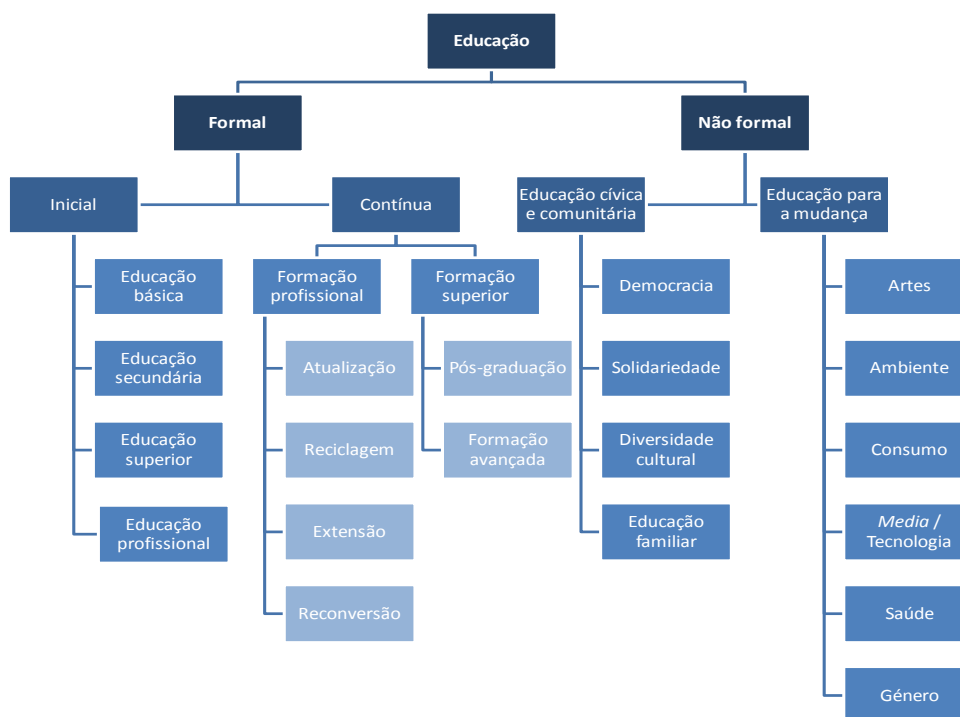 Educação
Formal
Não formal
Inicial
Contínua
Educação cívica
e comunitária
Educação para
a mudança
Educação
básica
Formação
profissional
Formação
superior
Democracia
Artes
Educação
secundária
Atualização
Pós-graduação
Solidariedade
Ambiente
Educação
superior
Reciclagem
Formação
avançada
Diversidade
cultural
Consumo
Educação
profissional
Extensão
Educação
familiar
Media /
Tecnologia
Reconversão
Saúde
Género